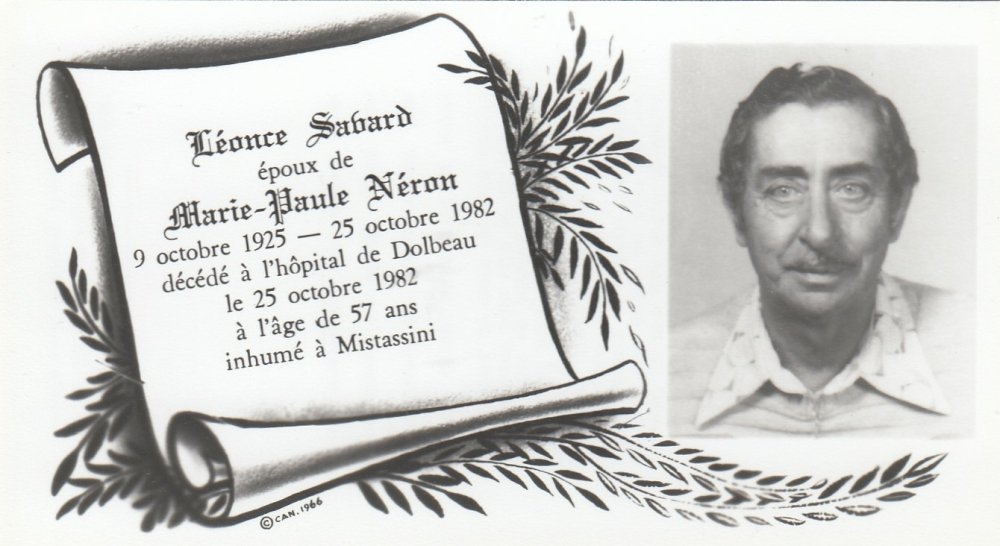 Léonce Savard
époux de
Marie-Paule Néron
9 octobre 1925 — 25 octobre 1982
décédé à l'hôpital de Dolbeau
le 25 octobre 1982
à l'âge de 57 ans
inhumé à Mistassini
© CAN. 1966